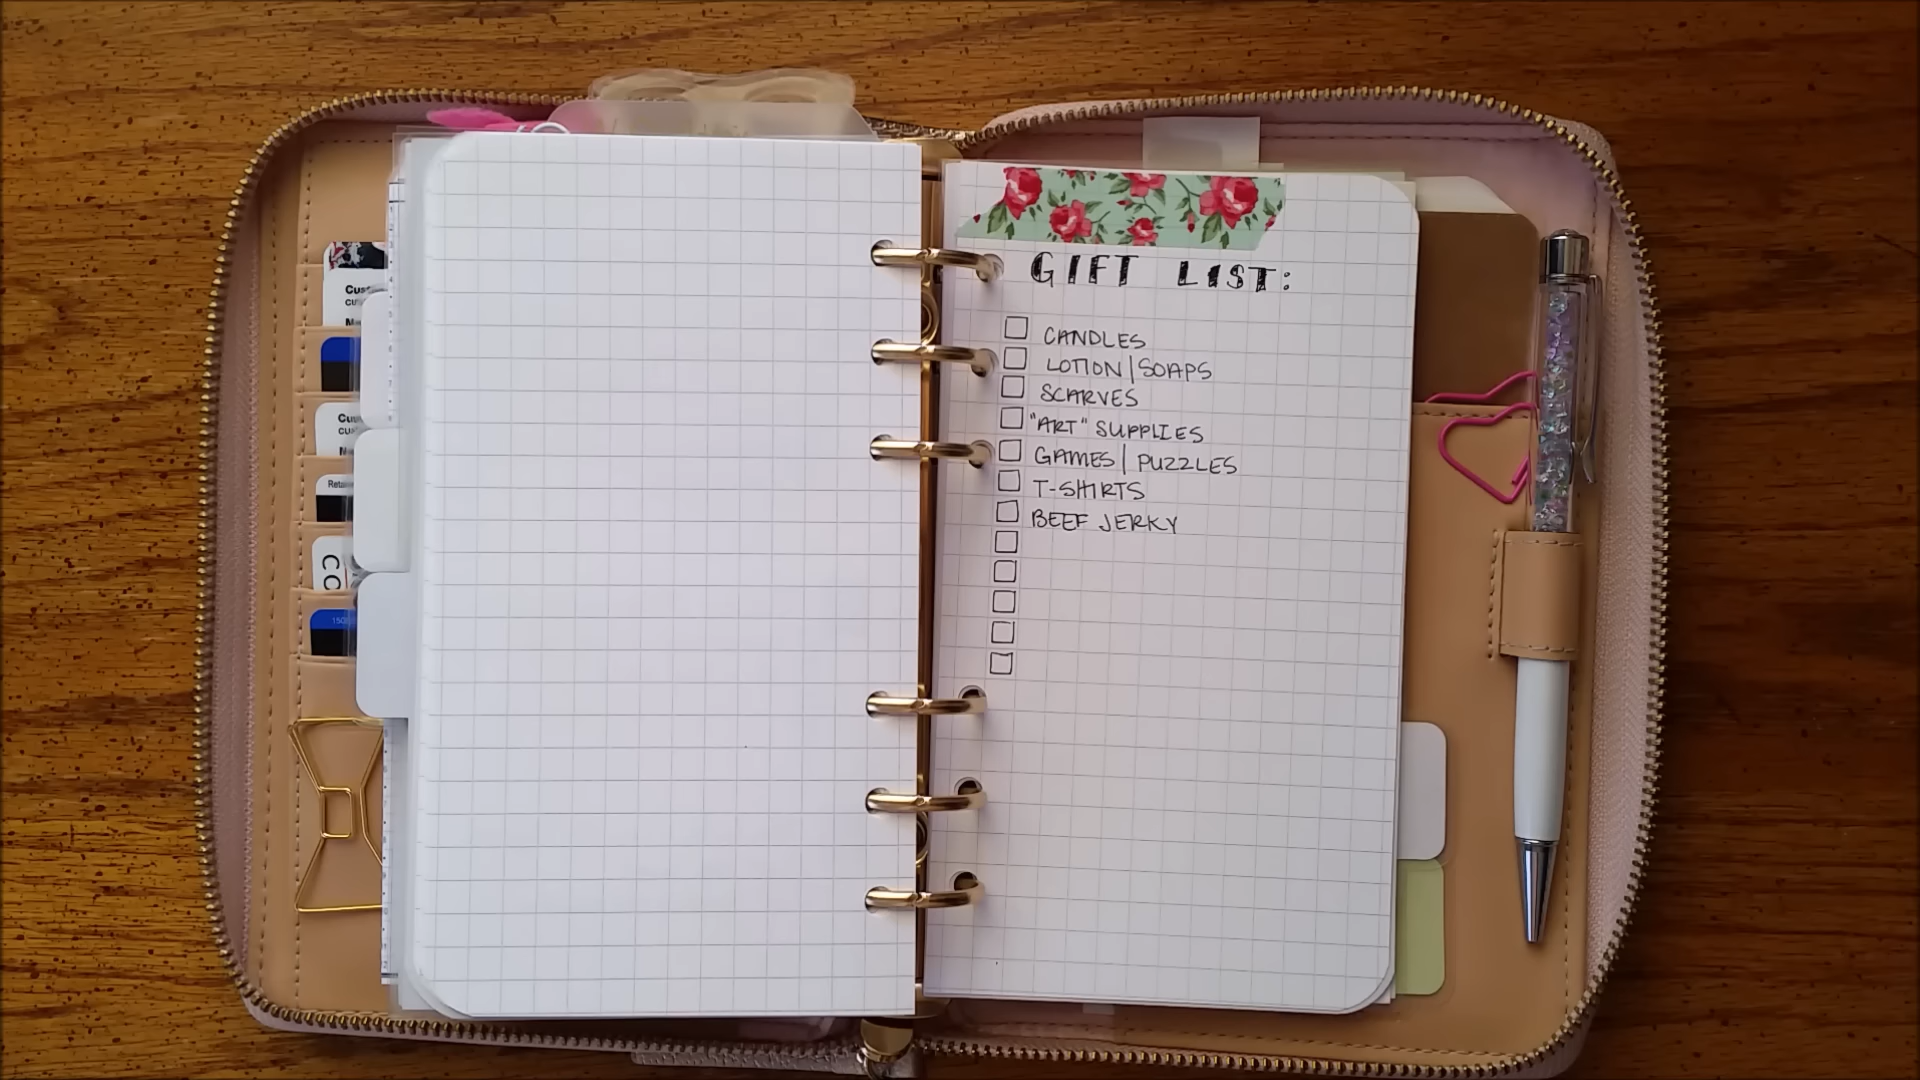 GIFT LIST:
CANDLES
LOTION/SOAPS
SCARVES
"ART" SUPPLIES
GAMES/PUZZLES
T-SHIRTS
BEEF JERKY